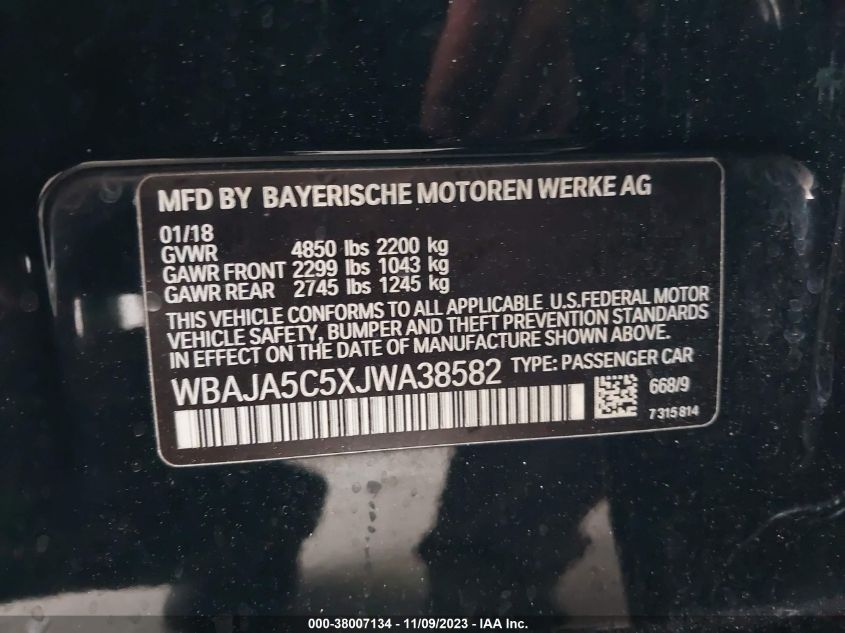 MFD BY BAYERISCHE MOTOREN WERKE AG
01/18
GVWR 4850 lbs 2200 kg
GAWR FRONT 2299 lbs 1043 kg
GAWR REAR 2745 lbs 1245 kg
THIS VEHICLE CONFORMS TO ALL APPLICABLE U.S.FEDERAL MOTOR
VEHICLE SAFETY, BUMPER AND THEFT PREVENTION STANDARDS
IN EFFECT ON THE DATE OF MANUFACTURE SHOWN ABOVE.
WBAJA5C5XJWA38582 TYPE: PASSENGER CAR
668/9
7315814
000-38007134 - 11/09/2023 - IAA Inc.